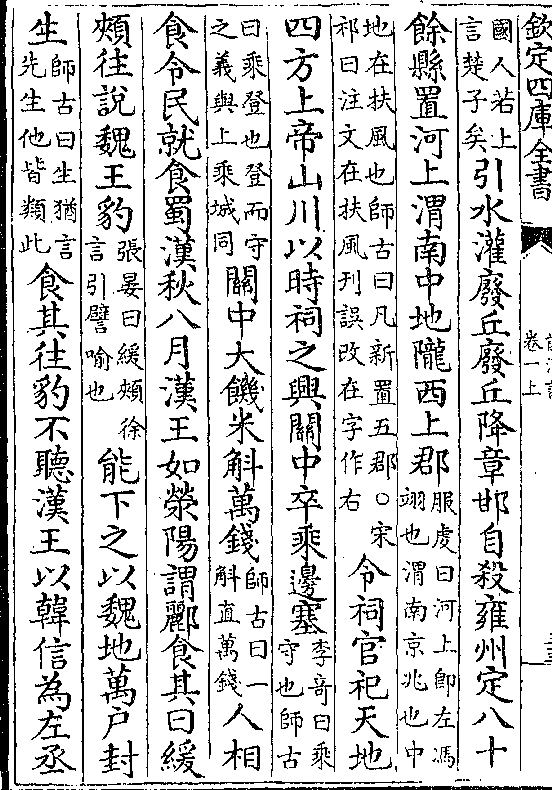 欽定四庫全書
卷一上
國人若上
言楚子矣
引水灌廢丘廢丘降章邯自殺雍州定八十
餘縣置河上渭南中地隴西上郡
服䖍曰河上即左馮
翊也渭南京兆也中
地在扶風也師古曰凡新置五郡○宋
祁曰注文在扶風刋誤改在字作右
令祠官祀天地
四方上帝山川以時祠之興關中卒乘邊塞
李竒曰乘
守也師古
曰乘登也登而守
之義與上乘城同
關中大饑米斛萬錢
師古曰一
斛直萬錢
人相
食令民就食蜀漢秋八月漢王如滎陽謂酈食其曰緩
頰往說魏王豹
張晏曰緩頰徐
言引譬喻也
能下之以魏地萬户封
生
師古曰生猶言
先生他皆類此
食其往豹不聽漢王以韓信為左丞